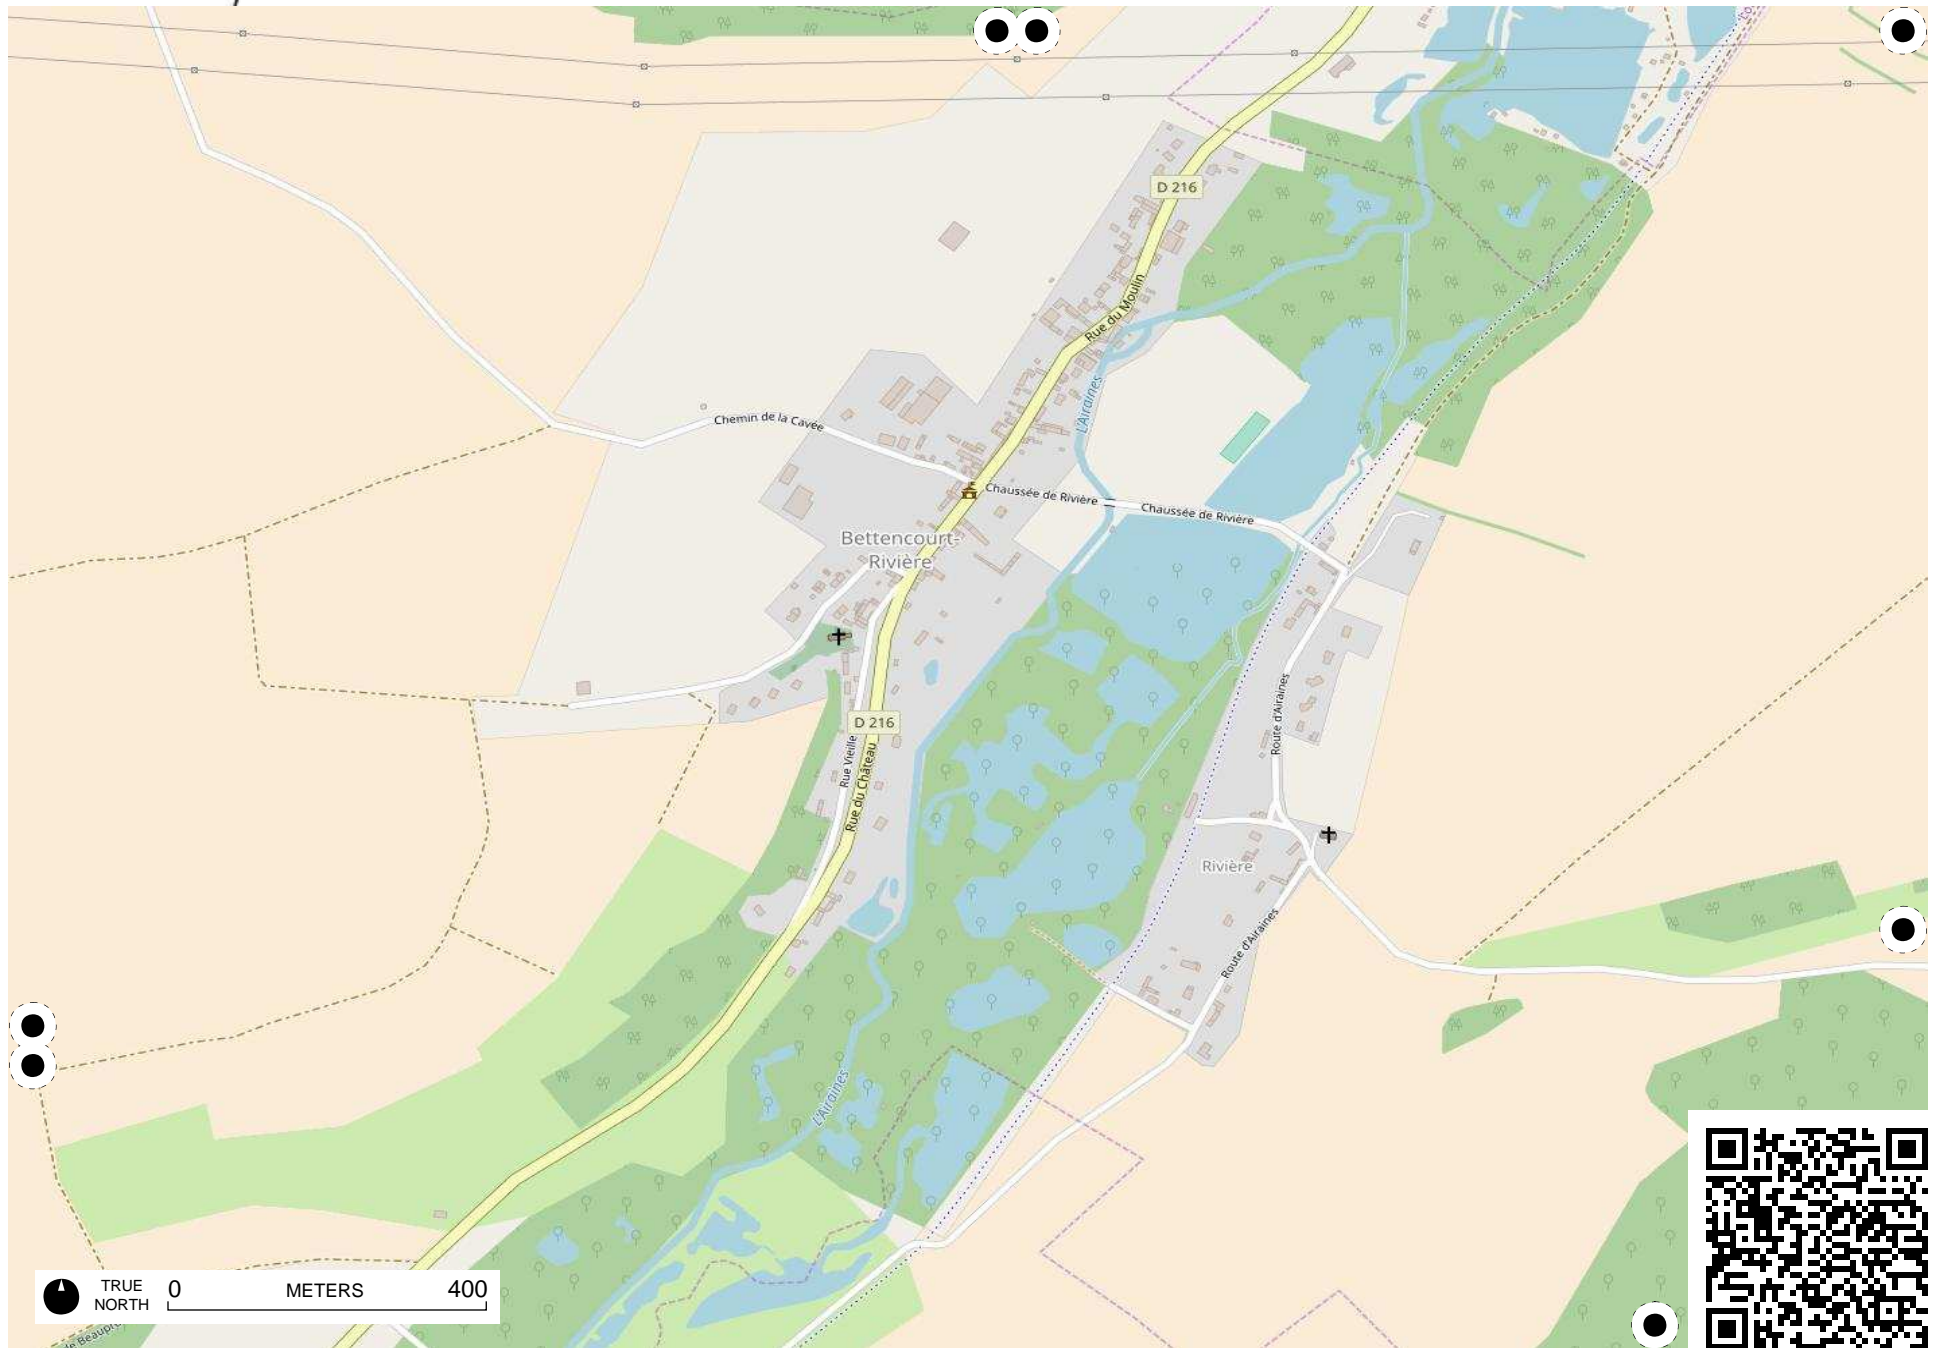 D 216
Rue du Moulin
L'Airaines
Chemin de la Cavée
Chaussée de Rivière
Chaussée de Rivière
Bettencourt-
Rivière
Route d'Airaines
D 216
Rue Vieille
Rue du Château
Rivière
Route d'Airaines
L'Airaines
TRUE
NORTH
0 METERS 400